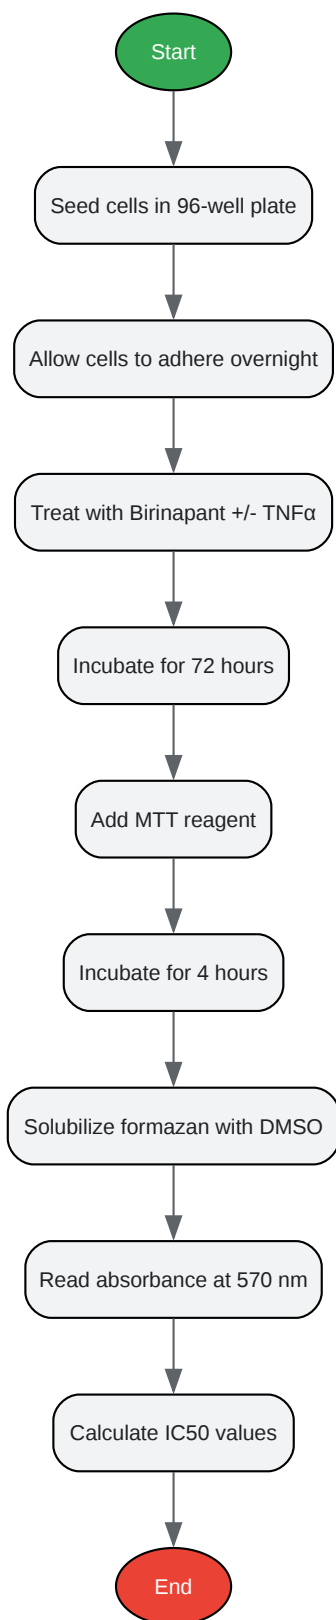 Start
Seed cells in 96-well plate
Allow cells to adhere overnight
Treat with Birinapant +/- TNFα
Incubate for 72 hours
Add MTT reagent
Incubate for 4 hours
Solubilize formazan with DMSO
Read absorbance at 570 nm
Calculate IC50 values
End